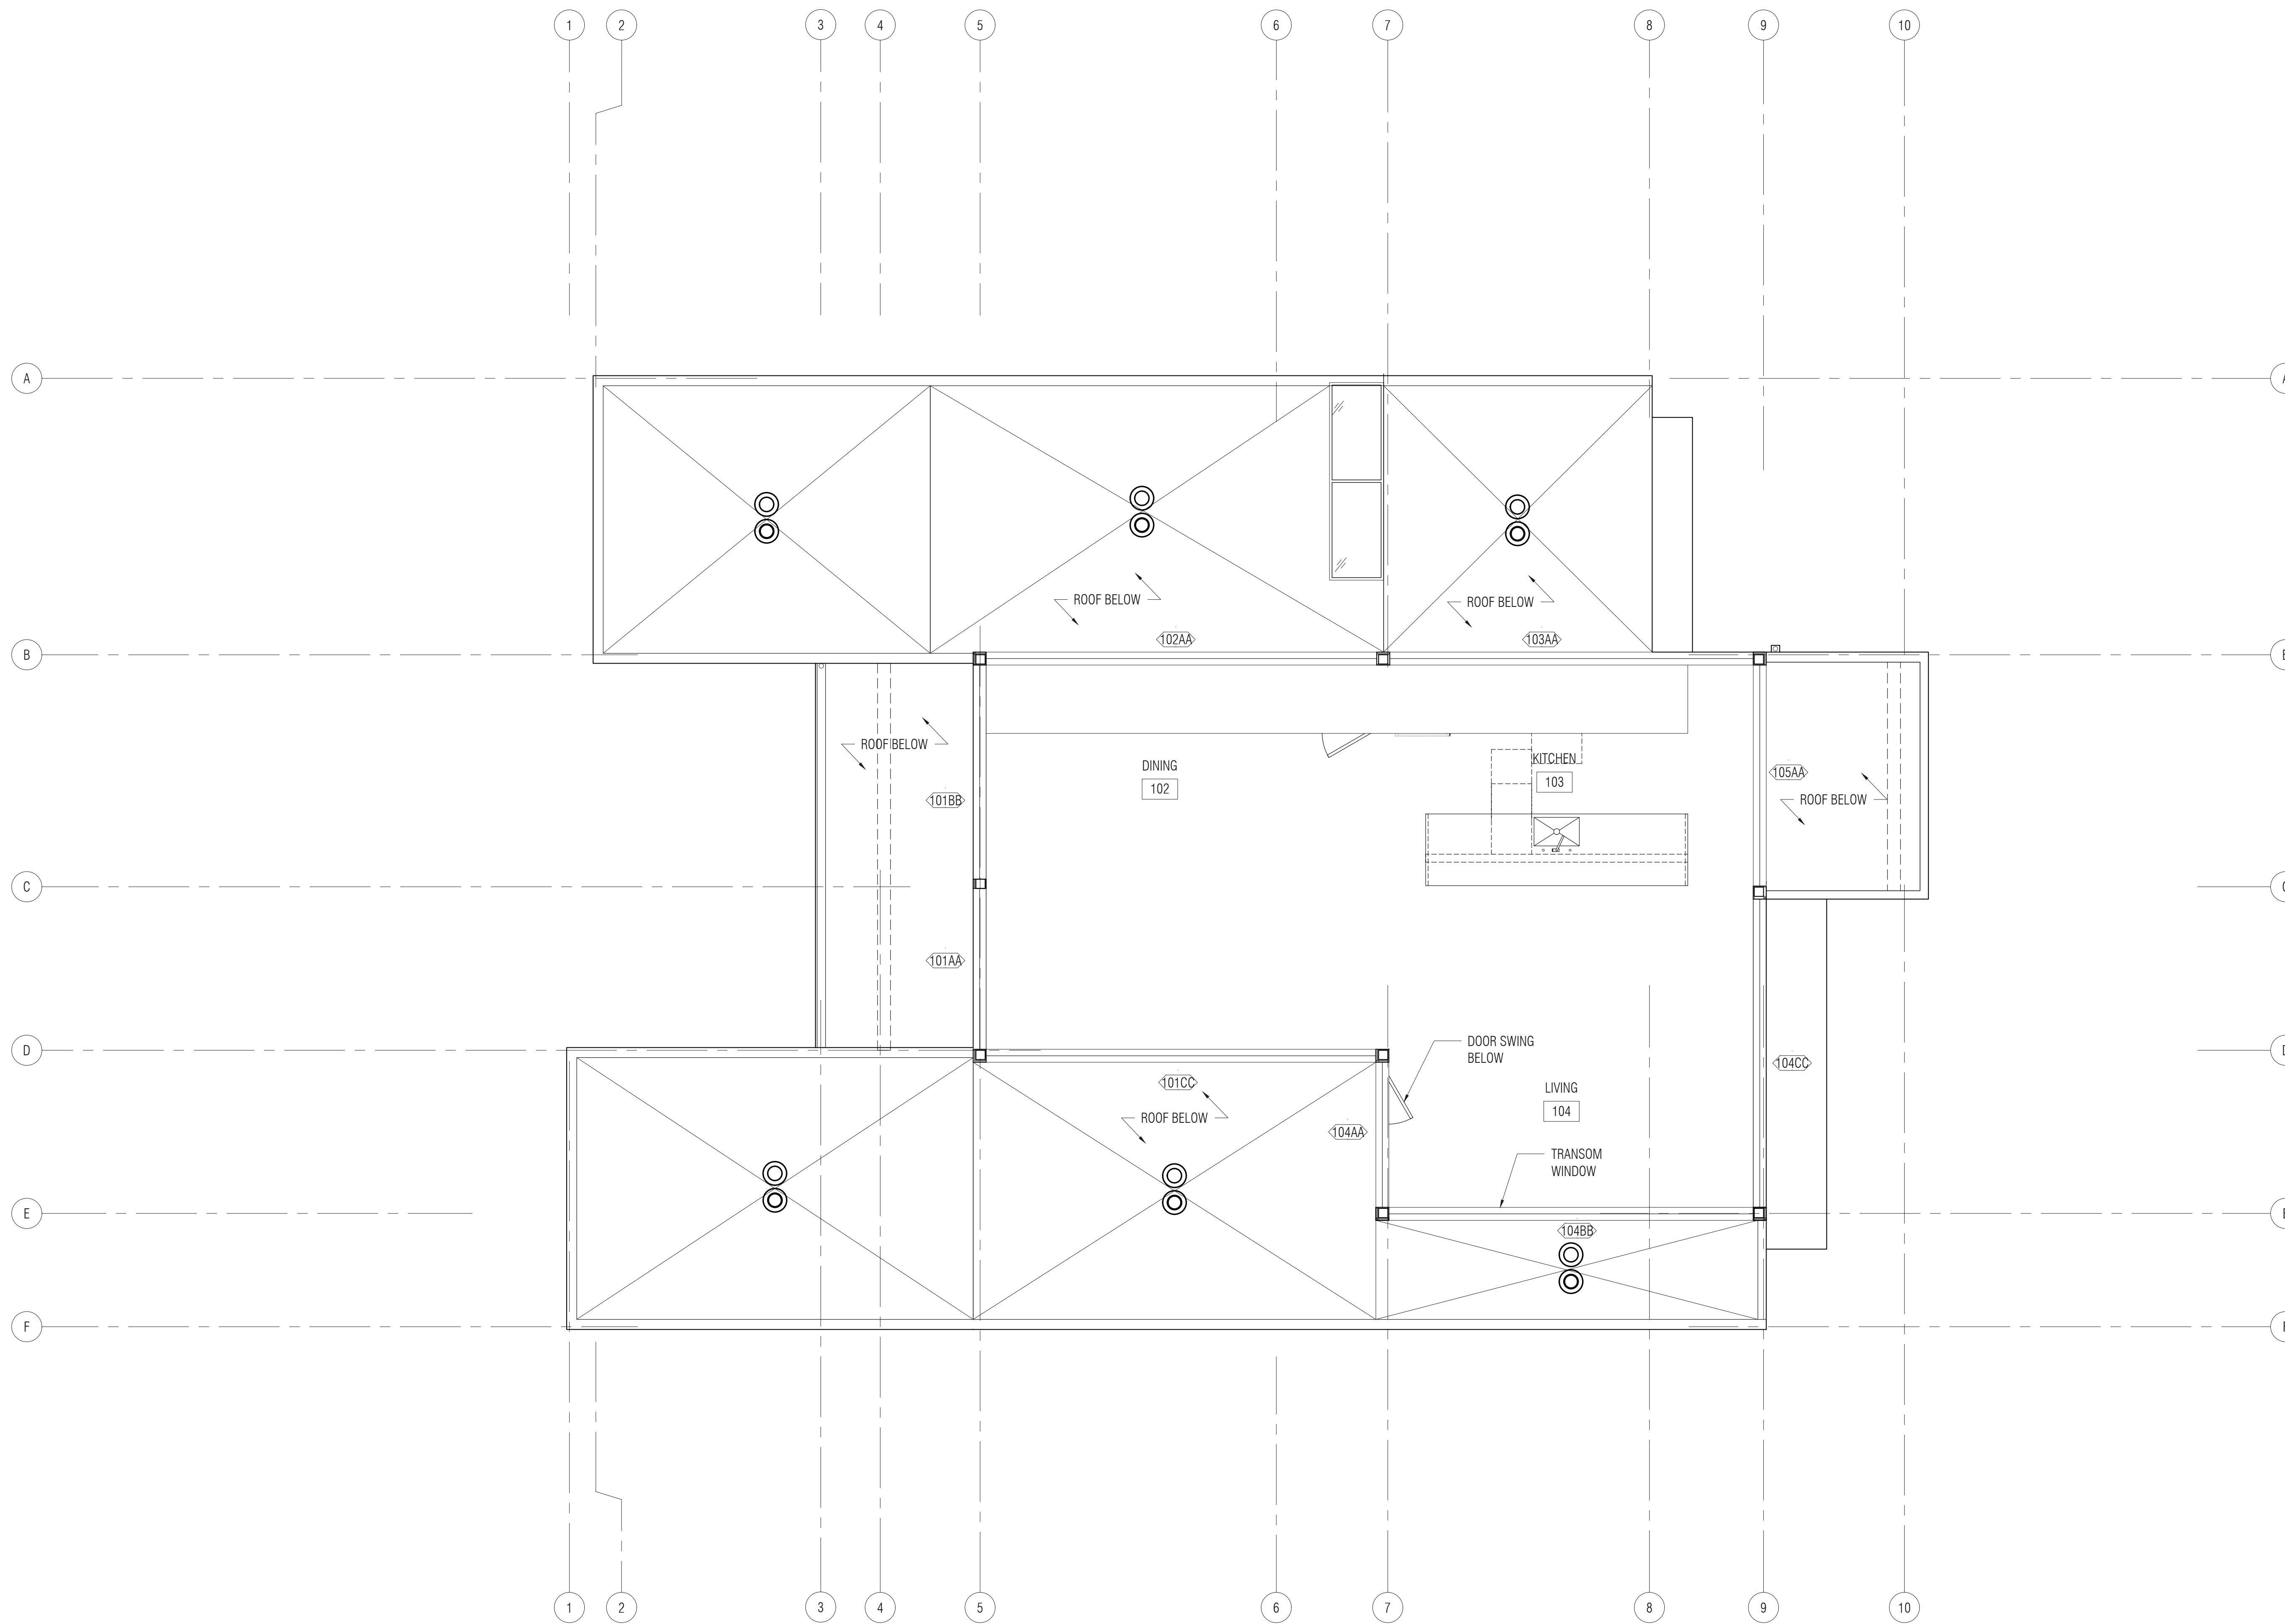 1 2 3 4 5 6 7 8 9 10
A A
ROOF BELOW
ROOF BELOW
102AA
103AA
B B
ROOF BELOW
KITCHEN
DINING
103
102
105AA
ROOF BELOW
101BB
C C
101AA
DOOR SWING
BELOW
D D
104CC
101CC
LIVING
104
ROOF BELOW
104AA
TRANSOM
WINDOW
E E
104BB
F F
1 2 3 4 5 6 7 8 9 10